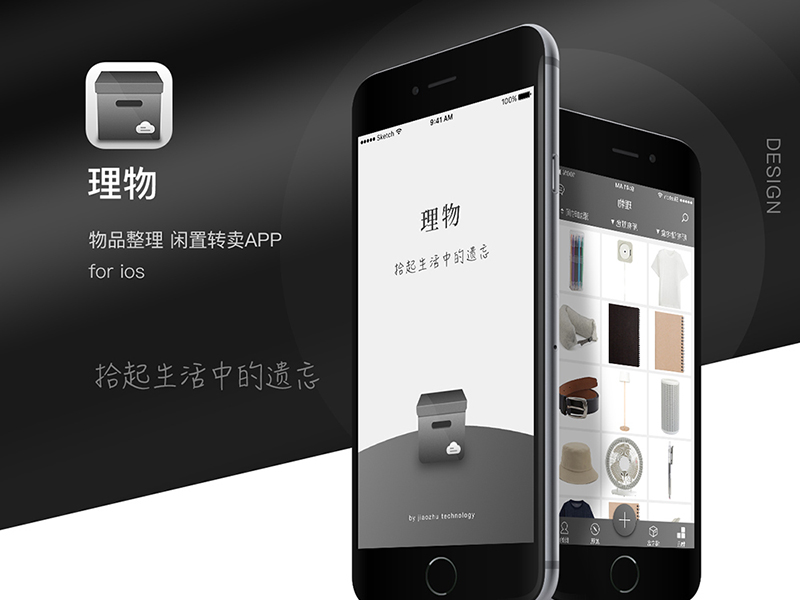 理物
物品整理 闲置转卖APP
for ios
拾起生活中的遗忘
Sketch
9:41 AM
100%
理物
拾起生活中的遗忘
by jiaozhu technology
DESIGN